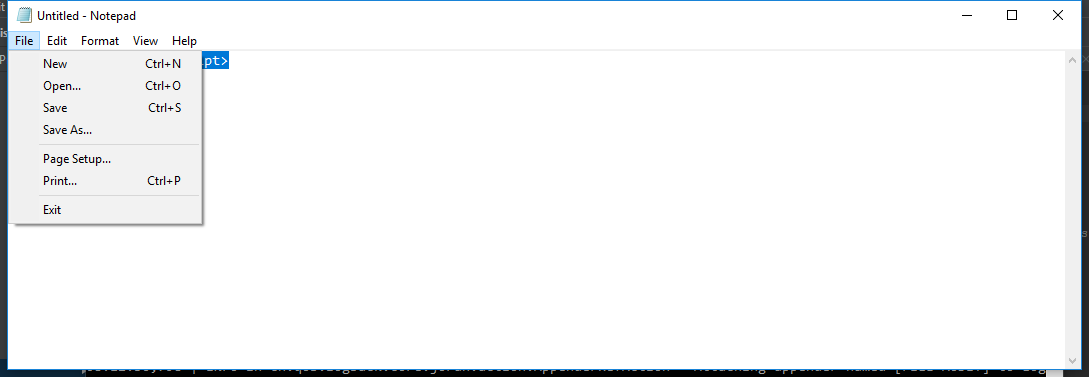 Untitled - Notepad
File Edit Format View Help
pt>
New Ctrl+N
Open... Ctrl+O
Save Ctrl+S
Save As...
Page Setup...
Print... Ctrl+P
Exit